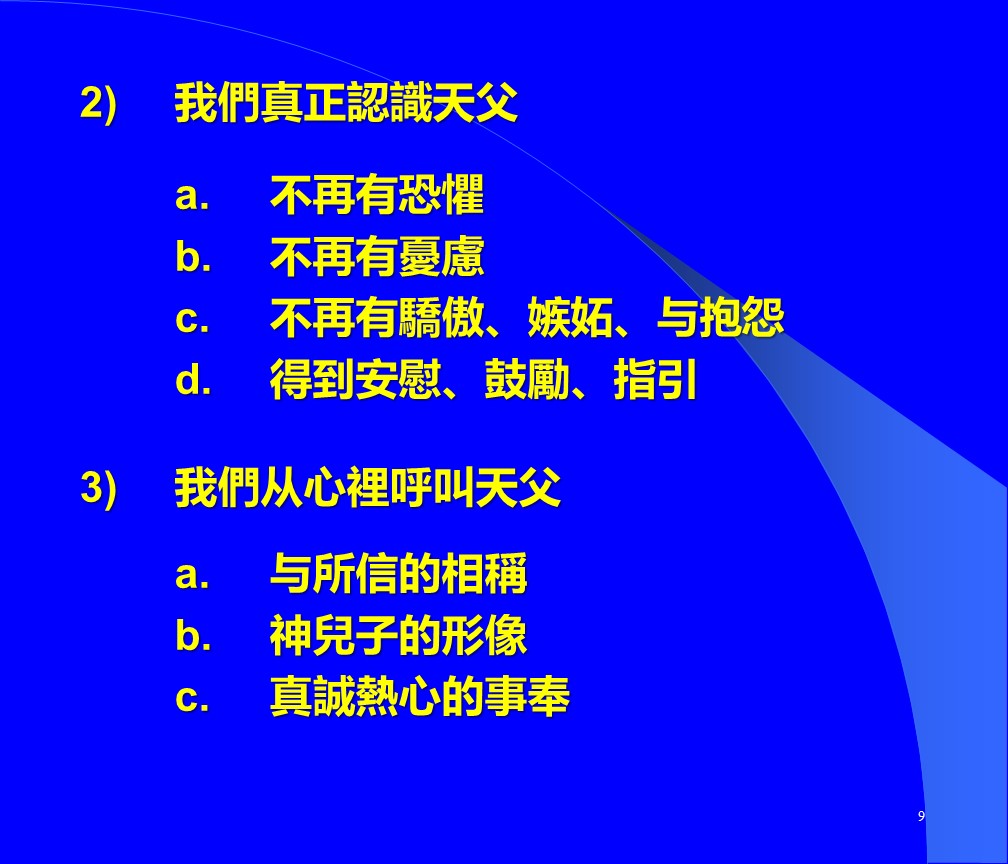 2) 我們真正認識天父
a. 不再有恐懼
b. 不再有憂慮
c. 不再有驕傲、嫉妬、与抱怨
d. 得到安慰、鼓勵、指引
3) 我們从心裡呼叫天父
a. 与所信的相稱
b. 神兒子的形像
c. 真誠熱心的事奉
9